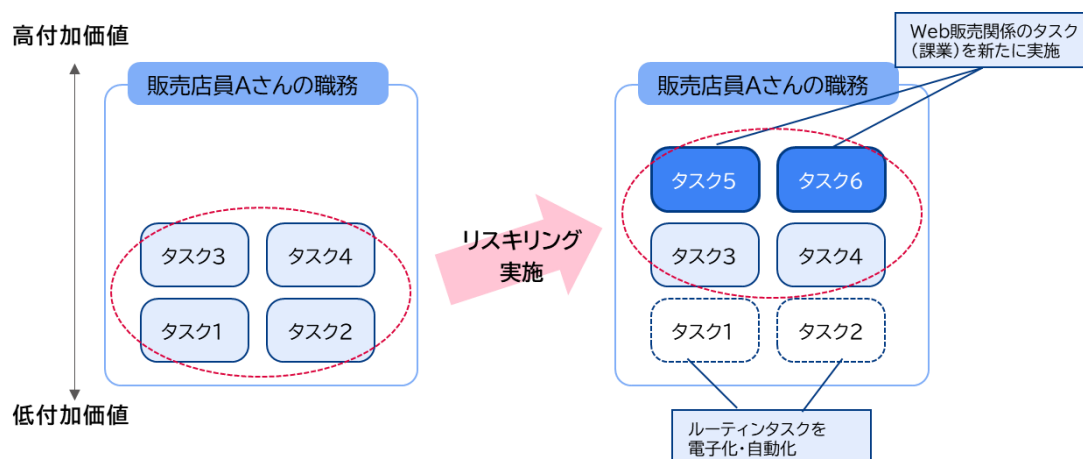 高付加価値
販売店員Aさんの職務
タスク3
タスク4
タスク1
タスク2
低付加価値
リスキリング
実施
Web販売関係のタスク
(課業)を新たに実施
販売店員Aさんの職務
タスク5
タスク6
タスク3
タスク4
タスク1
タスク2
ルーティンタスクを
電子化・自動化